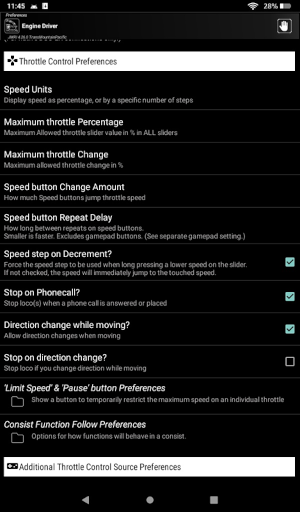 11:45
28%
Preferences
Engine Driver
Throttle Control Preferences
Speed Units
Display speed as percentage, or by a specific number of steps
Maximum throttle Percentage
Maximum Allowed throttle slider value in % in ALL sliders
Maximum throttle Change
Maximum allowed throttle change in %
Speed button Change Amount
How much Speed buttons jump throttle speed
Speed button Repeat Delay
How long between repeats on speed buttons.
Smaller is faster. Excludes gamepad buttons. (See separate gamepad setting.)
Speed step on Decrement?
Force the speed step to be used when long pressing a lower speed on the slider.
If not checked, the speed will immediately jump to the touched speed.
Stop on Phonecall?
Stop loco(s) when a phone call is answered or placed
Direction change while moving?
Allow direction changes when moving
Stop on direction change?
Stop loco if you change direction while moving
'Limit Speed' & 'Pause' button Preferences
Show a button to temporarily restrict the maximum speed on an individual throttle
Consist Function Follow Preferences
Options for how functions will behave in a consist.
Additional Throttle Control Source Preferences